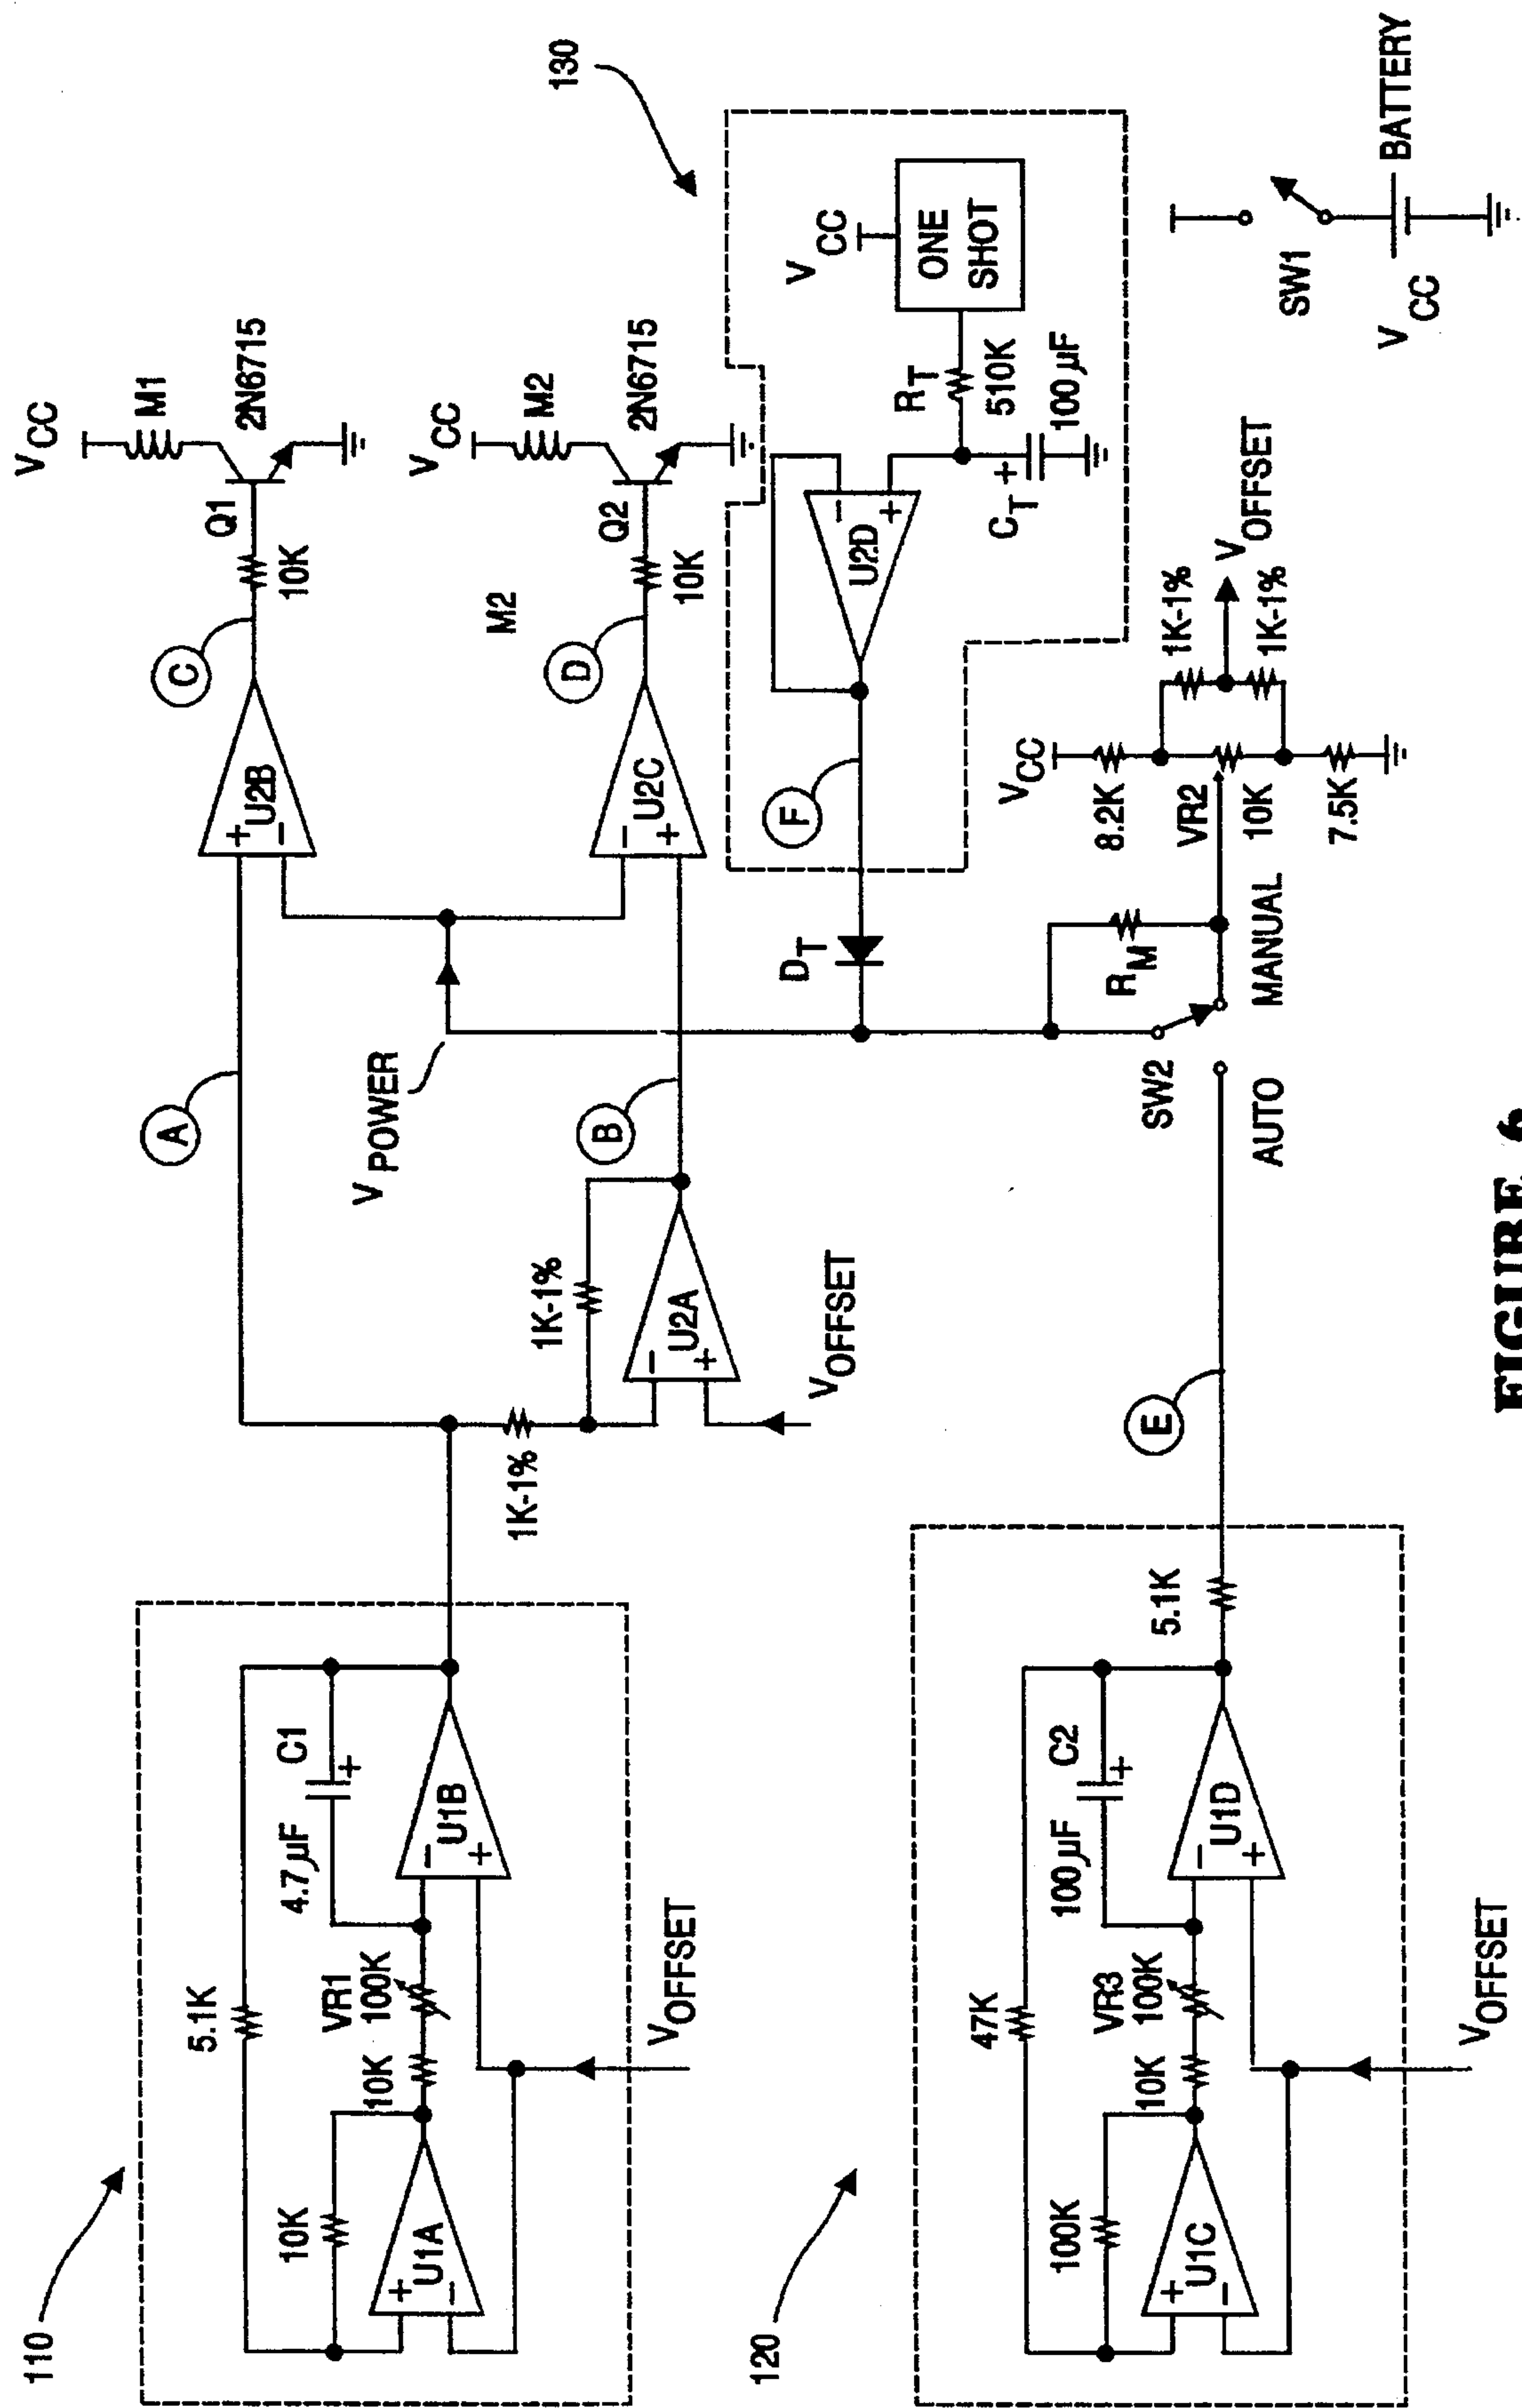 110
10K
U1A
+
−
5.1K
10K
VR1
100K
4.7µF
C1
+
U1B
−
+
VOFFSET
1K-1%
1K-1%
U2A
−
+
VOFFSET
A
B
VPOWER
U2B
+
−
U2C
−
+
C
D
10K
10K
M2
Q1
Q2
2N6715
2N6715
VCC
M1
VCC
M2
130
VCC
ONE
SHOT
RT
510K
CT
+
100µF
U2D
−
+
F
DT
120
100K
U1C
+
−
47K
10K
VR3
100K
100µF
C2
+
U1D
−
+
VOFFSET
5.1K
E
SW2
AUTO
MANUAL
RM
VCC
8.2K
VR2
10K
7.5K
1K-1%
1K-1%
VOFFSET
SW1
VCC
BATTERY
FIGURE 6